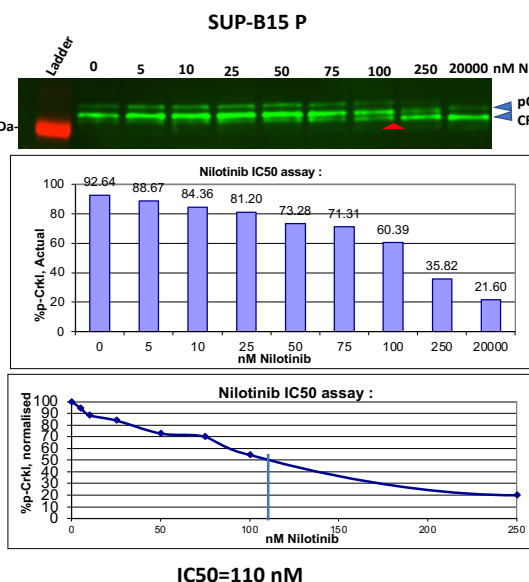 SUP-B15 P
Ladder
0 5 10 25 50 75 100 250 20000 nM N
pC
Da-
CR
Nilotinib IC50 assay :
%p-Crkl, Actual
100
80
60
40
20
0
92.64 88.67 84.36 81.20 73.28 71.31 60.39 35.82 21.60
0 5 10 25 50 75 100 250 20000
nM Nilotinib
Nilotinib IC50 assay :
%p-Crkl, normalised
100
90
80
70
60
50
40
30
20
10
0
0 50 100 150 200 250
nM Nilotinib
IC50=110 nM